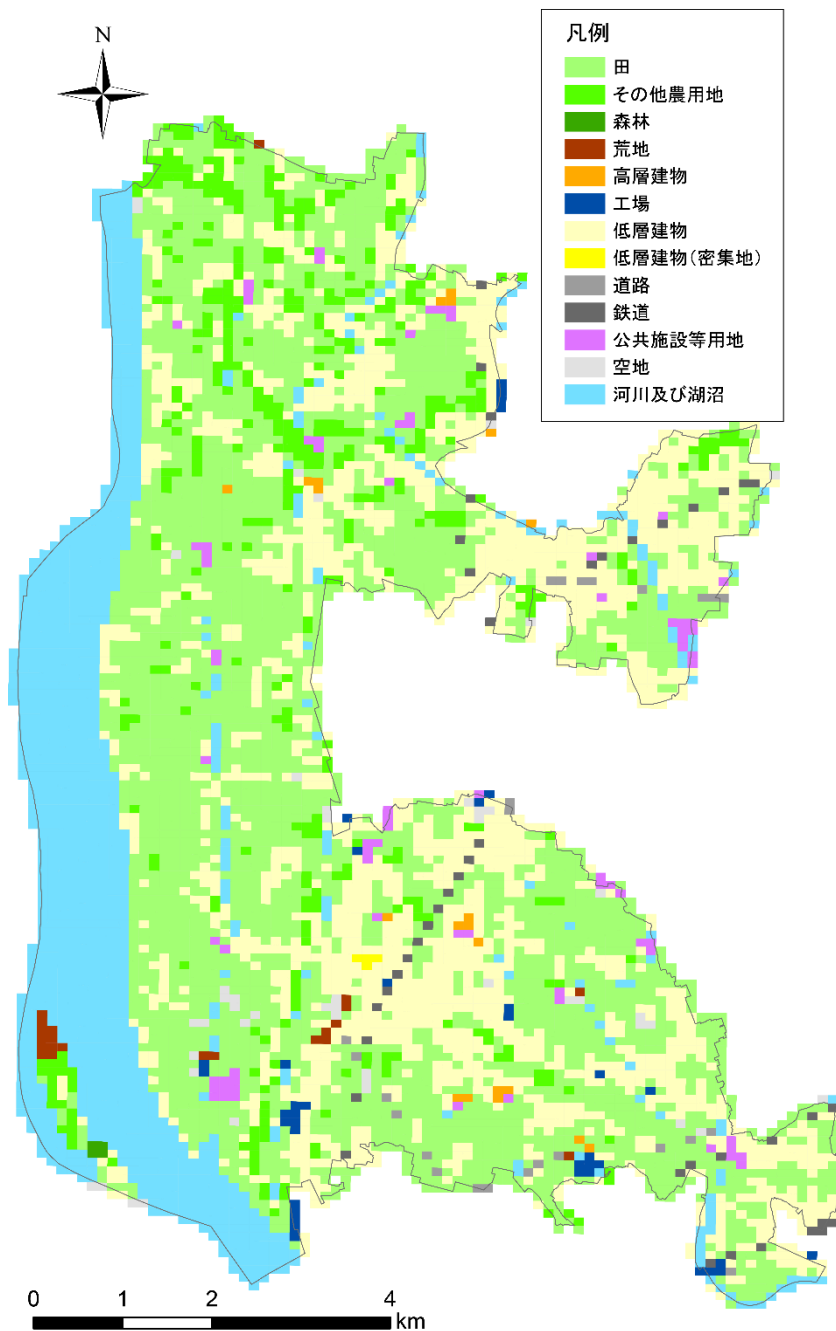 N
凡例
田
その他農用地
森林
荒地
高層建物
工場
低層建物
低層建物(密集地)
道路
鉄道
公共施設等用地
空地
河川及び湖沼
0 1 2 4
km